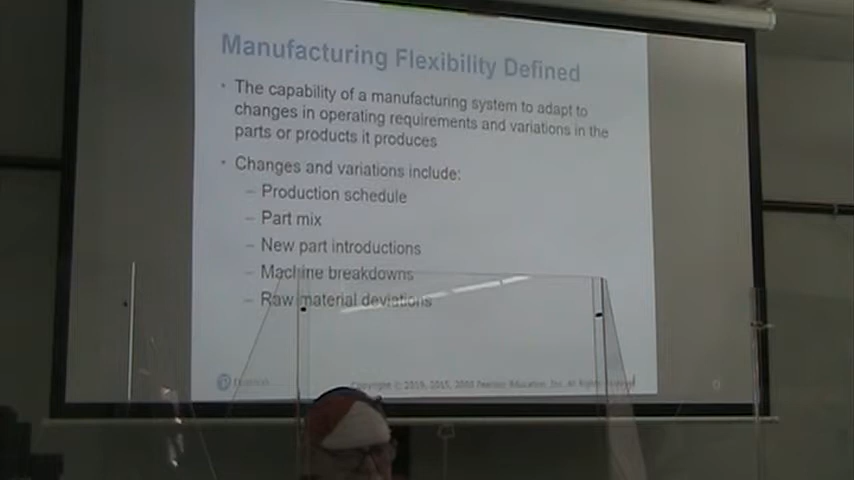 Manufacturing Flexibility Defined
• The capability of a manufacturing system to adapt to
changes in operating requirements and variations in the
parts or products it produces
• Changes and variations include:
– Production schedule
– Part mix
– New part introductions
– Machine breakdowns
– Raw material deviations
Pearson
Copyright © 2019, 2015, 2008 Pearson Education, Inc. All Rights